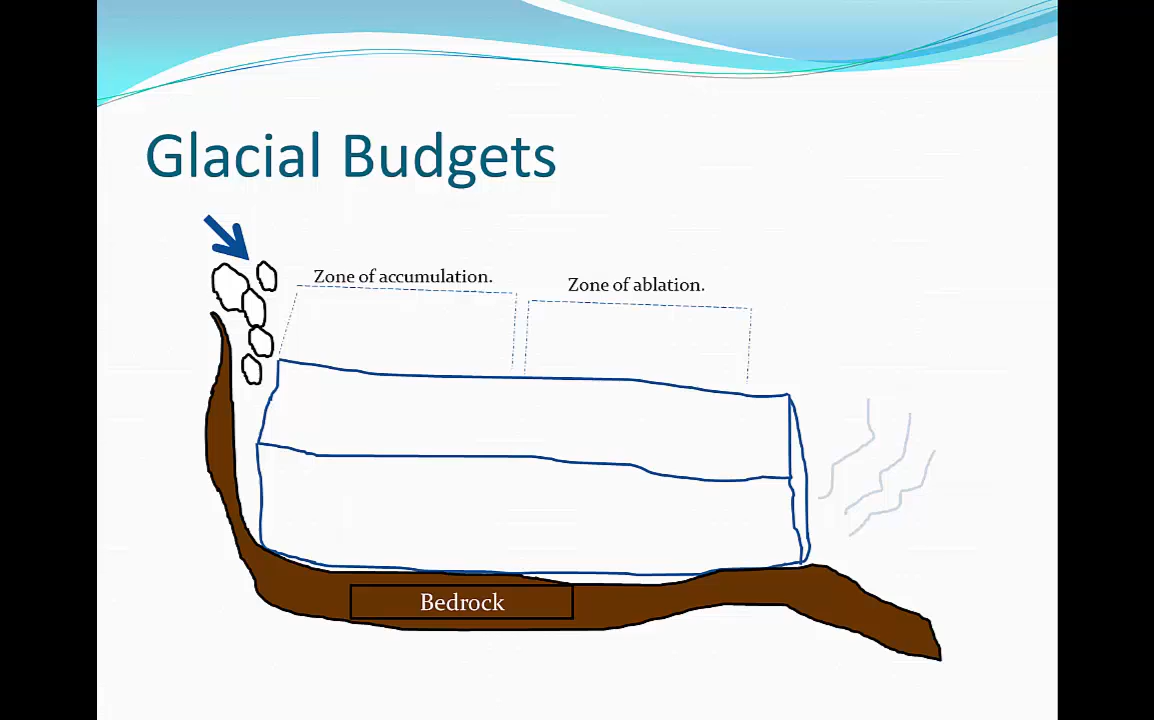 Glacial Budgets
Zone of accumulation.
Zone of ablation.
Bedrock